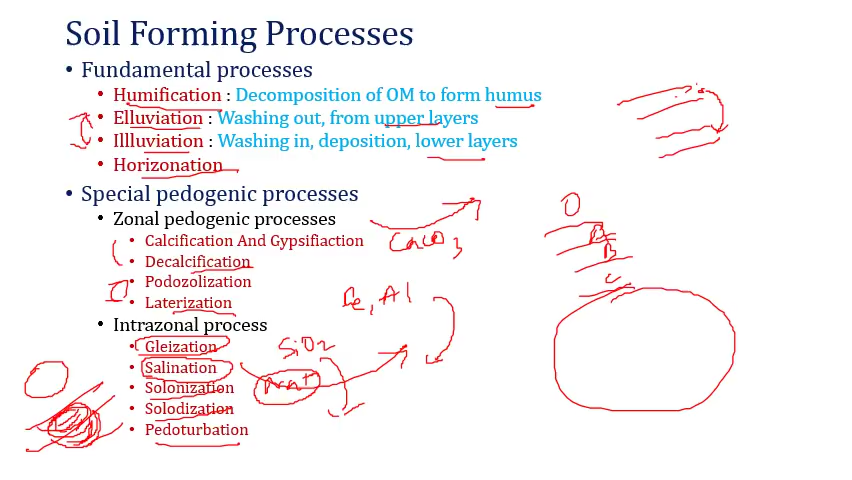 Soil Forming Processes
• Fundamental processes
• Humification : Decomposition of OM to form humus
• Elluviation : Washing out, from upper layers
• Illluviation : Washing in, deposition, lower layers
• Horizonation
• Special pedogenic processes
• Zonal pedogenic processes
• Calcification And Gypsifiaction
• Decalcification
• Podozolization
• Laterization
• Intrazonal process
• Gleization
• Salination
• Solonization
• Solodization
• Pedoturbation
CaCO3
Fe, Al
SiO2
O
B
C